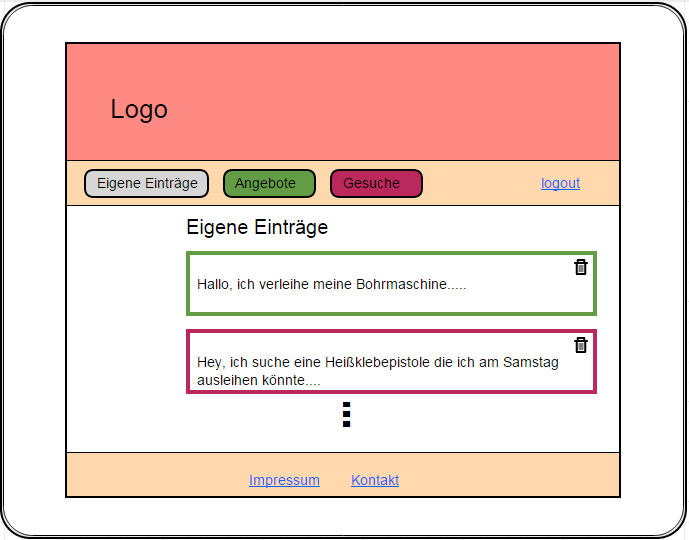 Logo
Eigene Einträge Angebote Gesuche logout
Eigene Einträge
Hallo, ich verleihe meine Bohrmaschine.....
Hey, ich suche eine Heißklebepistole die ich am Samstag
ausleihen könnte....
Impressum Kontakt